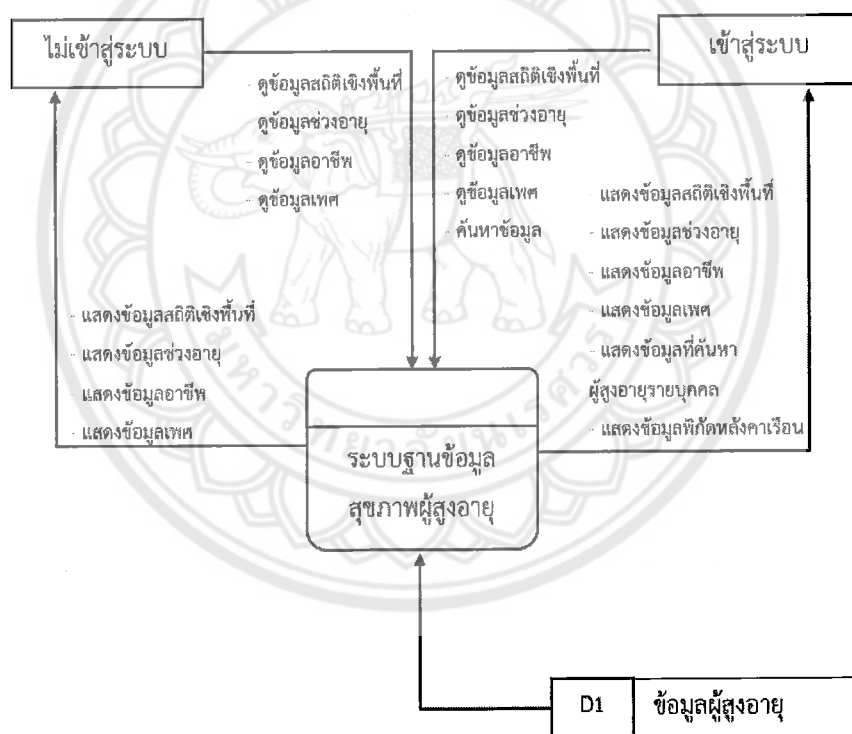 ไม่เข้าสู่ระบบ
เข้าสู่ระบบ
- ดูข้อมูลสถิติเชิงพื้นที่
- ดูข้อมูลช่วงอายุ
- ดูข้อมูลอาชีพ
- ดูข้อมูลเพศ
- ดูข้อมูลสถิติเชิงพื้นที่
- ดูข้อมูลช่วงอายุ
- ดูข้อมูลอาชีพ
- ดูข้อมูลเพศ
- ค้นหาข้อมูล
- แสดงข้อมูลสถิติเชิงพื้นที่
- แสดงข้อมูลช่วงอายุ
- แสดงข้อมูลอาชีพ
- แสดงข้อมูลเพศ
- แสดงข้อมูลที่ค้นหา
ผู้สูงอายุรายบุคคล
- แสดงข้อมูลพิกัดหลังคาเรือน
- แสดงข้อมูลสถิติเชิงพื้นที่
- แสดงข้อมูลช่วงอายุ
แสดงข้อมูลอาชีพ
- แสดงข้อมูลเพศ
ระบบฐานข้อมูล
สุขภาพผู้สูงอายุ
D1 ข้อมูลผู้สูงอายุ
มหาวิทยาลัยนเรศวร